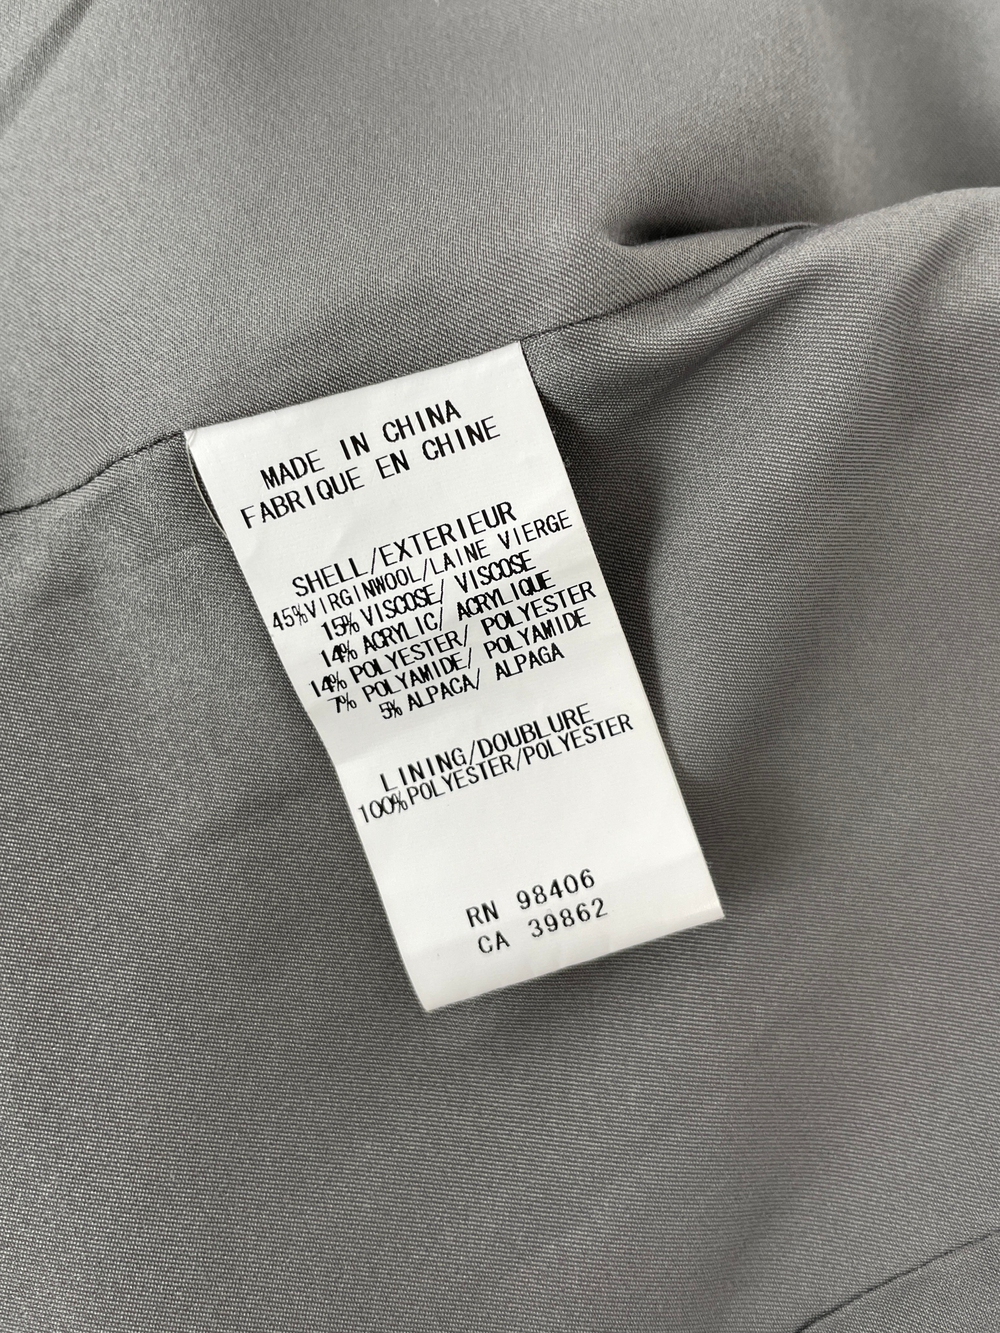 MADE IN CHINA
FABRIQUE EN CHINE
SHELL/EXTERIEUR
45%VIRGINWOOL/LAINE VIERGE
15% VISCOSE/ VISCOSE
14% ACRYLIC/ ACRYLIQUE
14% POLYESTER/ POLYESTER
7% POLYAMIDE/ POLYAMIDE
5% ALPACA/ ALPAGA
LINING/DOUBLURE
100%POLYESTER/POLYESTER
RN 98406
CA 39862